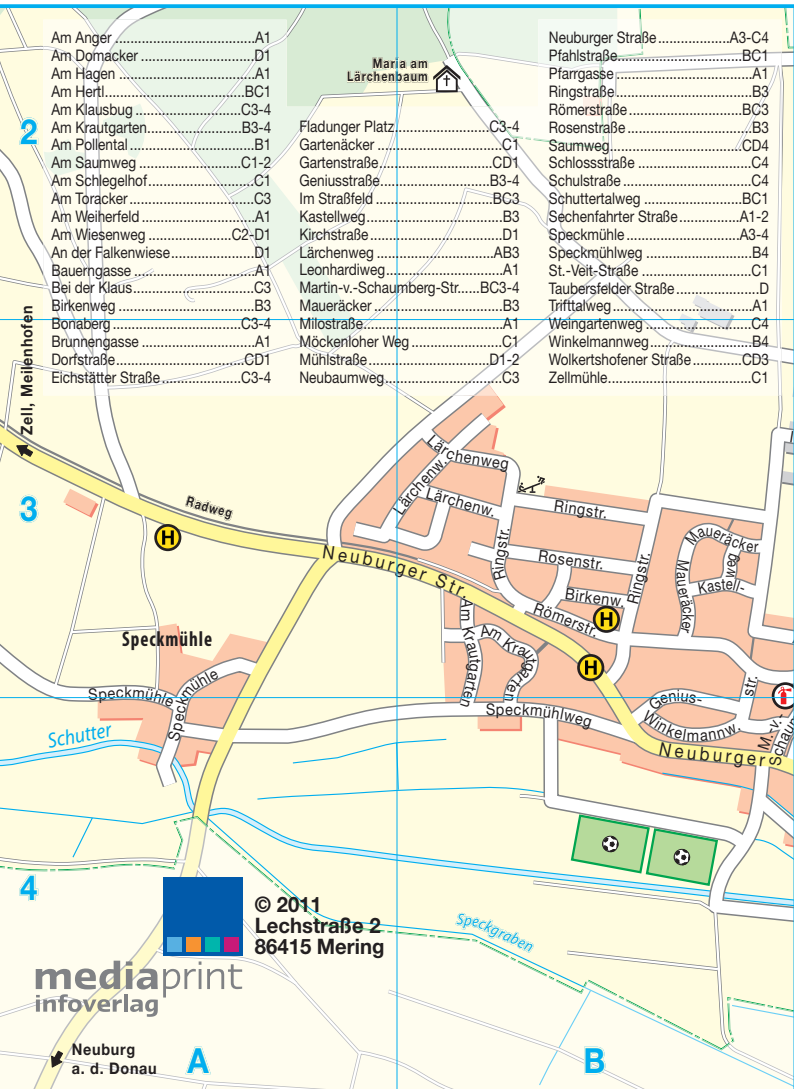 Am Anger A1
Am Domacker D1
Am Hagen A1
Am Hertl BC1
Am Klausbug C3-4
Am Krautgarten B3-4
Am Pollental B1
Am Saumweg C1-2
Am Schlegelhof C1
Am Toracker C3
Am Weiherfeld A1
Am Wiesenweg C2-D1
An der Falkenwiese D1
Bauerngasse A1
Bei der Klaus C3
Birkenweg B3
Bonaberg C3-4
Brunnengasse A1
Dorfstraße CD1
Eichstätter Straße C3-4
Maria am
Lärchenbaum
Fladunger Platz C3-4
Gartenäcker C1
Gartenstraße CD1
Geniusstraße B3-4
Im Straßfeld BC3
Kastellweg B3
Kirchstraße D1
Lärchenweg AB3
Leonhardiweg A1
Martin-v.-Schaumberg-Str. BC3-4
Maueräcker B3
Milostraße A1
Möckenloher Weg C1
Mühlstraße D1-2
Neubaumweg C3
Neuburger Straße A3-C4
Pfahlstraße BC1
Pfarrgasse A1
Ringstraße B3
Römerstraße BC3
Rosenstraße B3
Saumweg CD4
Schlossstraße C4
Schulstraße C4
Schuttertalweg BC1
Sechenfahrter Straße A1-2
Speckmühle A3-4
Speckmühlweg B4
St.-Veit-Straße C1
Taubersfelder Straße D
Trifttalweg A1
Weingartenweg C4
Winkelmannweg B4
Wolkertshofener Straße CD3
Zellmühle C1
2
Zell, Meilenhofen
3
Radweg
H
Lärchenweg
Lärchenw.
Lärchenw.
Ringstr.
Ringstr.
Ringstr.
Rosenstr.
Birkenw.
Römerstr.
H
H
Maueräcker
Maueräcker
Kastell-
weg
Neuburger Str.
Am Krautgarten
Am Krautgarten
Speckmühle
Speckmühle
Speckmühle
Speckmühlweg
Genius-
str.
Winkelmannw.
M.-v.-
Schaum
Neuburger S
Schutter
4
© 2011
Lechstraße 2
86415 Mering
mediaprint
infoverlag
Speckgraben
Neuburg
a. d. Donau
A
B